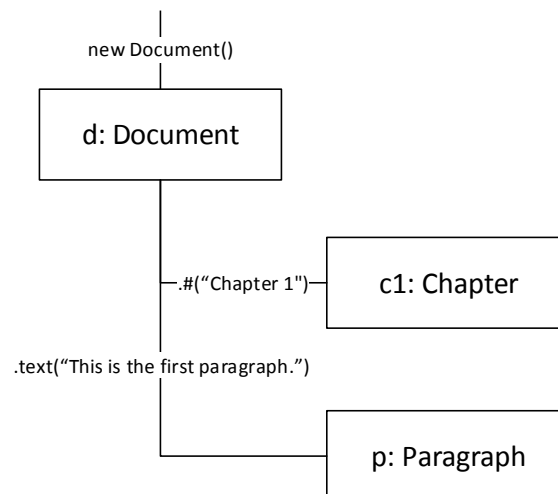 new Document()
d: Document
.#(“Chapter 1")
c1: Chapter
.text(“This is the first paragraph.”)
p: Paragraph